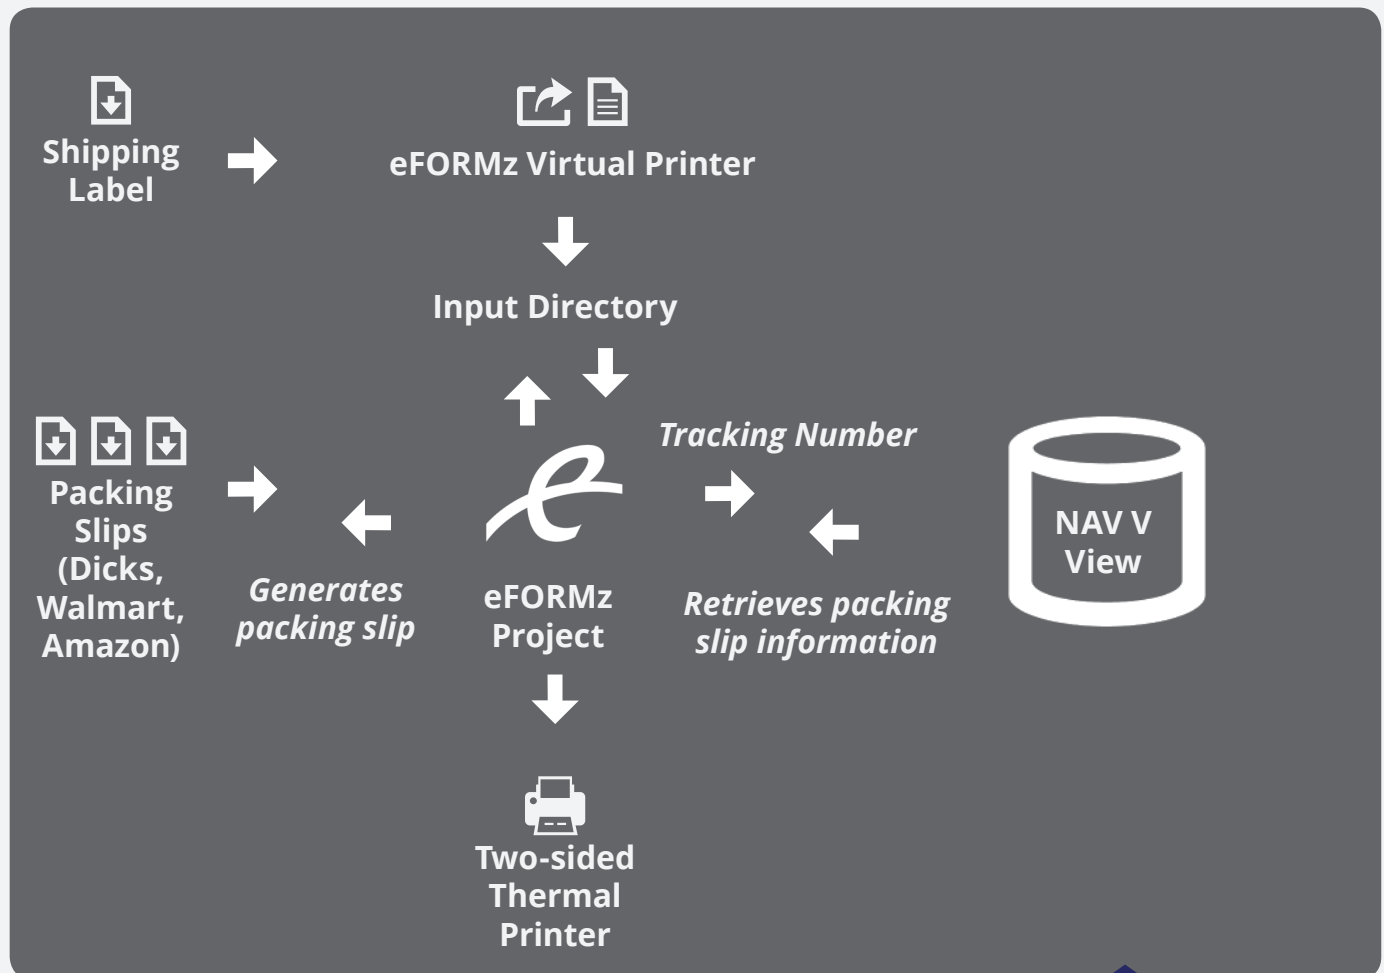 Shipping
Label
eFORMz Virtual Printer
Input Directory
Tracking Number
Packing
Slips
(Dicks,
Walmart,
Amazon)
Generates
packing slip
eFORMz
Project
Retrieves packing
slip information
NAV V
View
Two-sided
Thermal
Printer